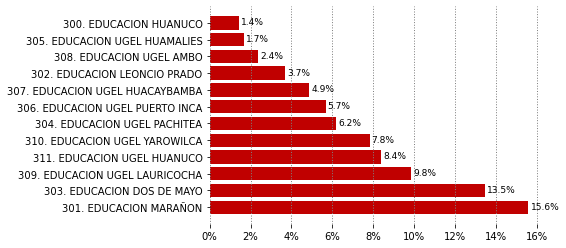 300. EDUCACION HUANUCO 1.4%
305. EDUCACION UGEL HUAMALIES 1.7%
308. EDUCACION UGEL AMBO 2.4%
302. EDUCACION LEONCIO PRADO 3.7%
307. EDUCACION UGEL HUACAYBAMBA 4.9%
306. EDUCACION UGEL PUERTO INCA 5.7%
304. EDUCACION UGEL PACHITEA 6.2%
310. EDUCACION UGEL YAROWILCA 7.8%
311. EDUCACION UGEL HUANUCO 8.4%
309. EDUCACION UGEL LAURICOCHA 9.8%
303. EDUCACION DOS DE MAYO 13.5%
301. EDUCACION MARAÑON 15.6%
0% 2% 4% 6% 8% 10% 12% 14% 16%